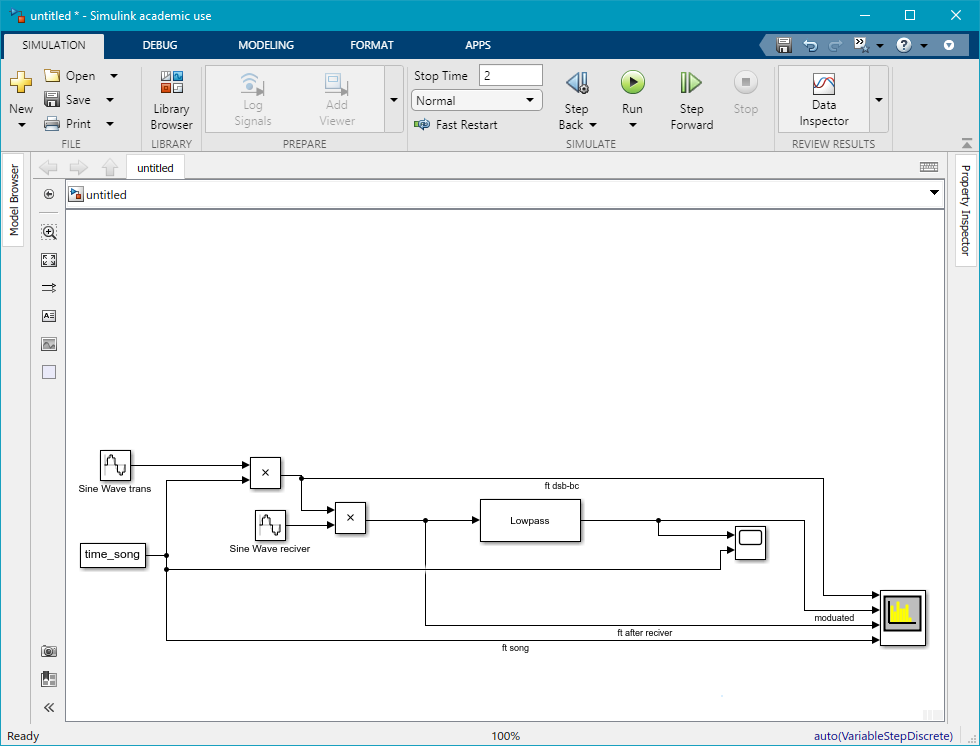 untitled * - Simulink academic use
SIMULATION DEBUG MODELING FORMAT APPS
New
Open
Save
Print
FILE
Library
Browser
LIBRARY
Log
Signals
Add
Viewer
PREPARE
Stop Time 2
Normal
Fast Restart
Step
Back
Run
Step
Forward
Stop
SIMULATE
Data
Inspector
REVIEW RESULTS
Model Browser
untitled
untitled
Property Inspector
Sine Wave trans
×
ft dsb-bc
Sine Wave reciver
×
Lowpass
time_song
moduated
ft after reciver
ft song
Ready
100%
auto(VariableStepDiscrete)